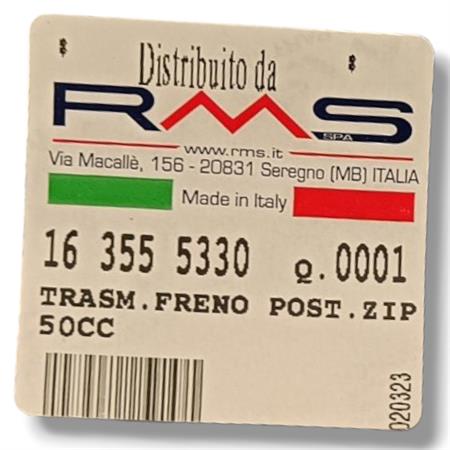 Distribuito da
RMS
SPA
www.rms.it
Via Macallè, 156 - 20831 Seregno (MB) ITALIA
Made in Italy
16 355 5330 Q.0001
TRASM.FRENO POST.ZIP
50CC
020323